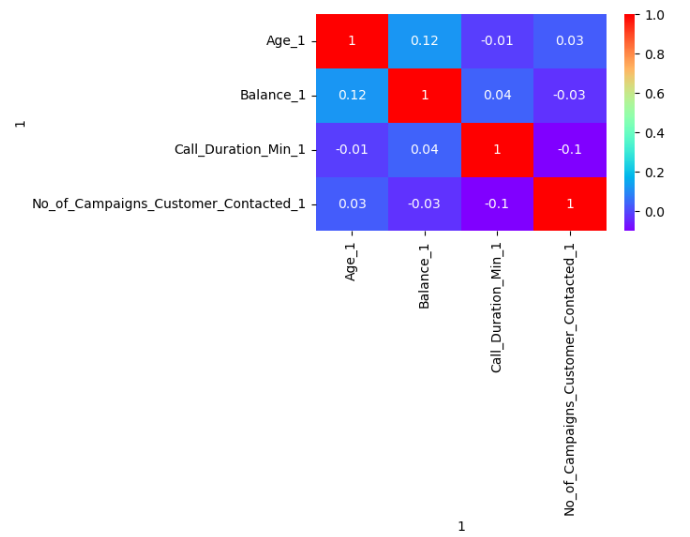 Age_1 1 0.12 -0.01 0.03
Balance_1 0.12 1 0.04 -0.03
Call_Duration_Min_1 -0.01 0.04 1 -0.1
No_of_Campaigns_Customer_Contacted_1 0.03 -0.03 -0.1 1
1
Age_1
Balance_1
Call_Duration_Min_1
No_of_Campaigns_Customer_Contacted_1
1
1.0
0.8
0.6
0.4
0.2
0.0